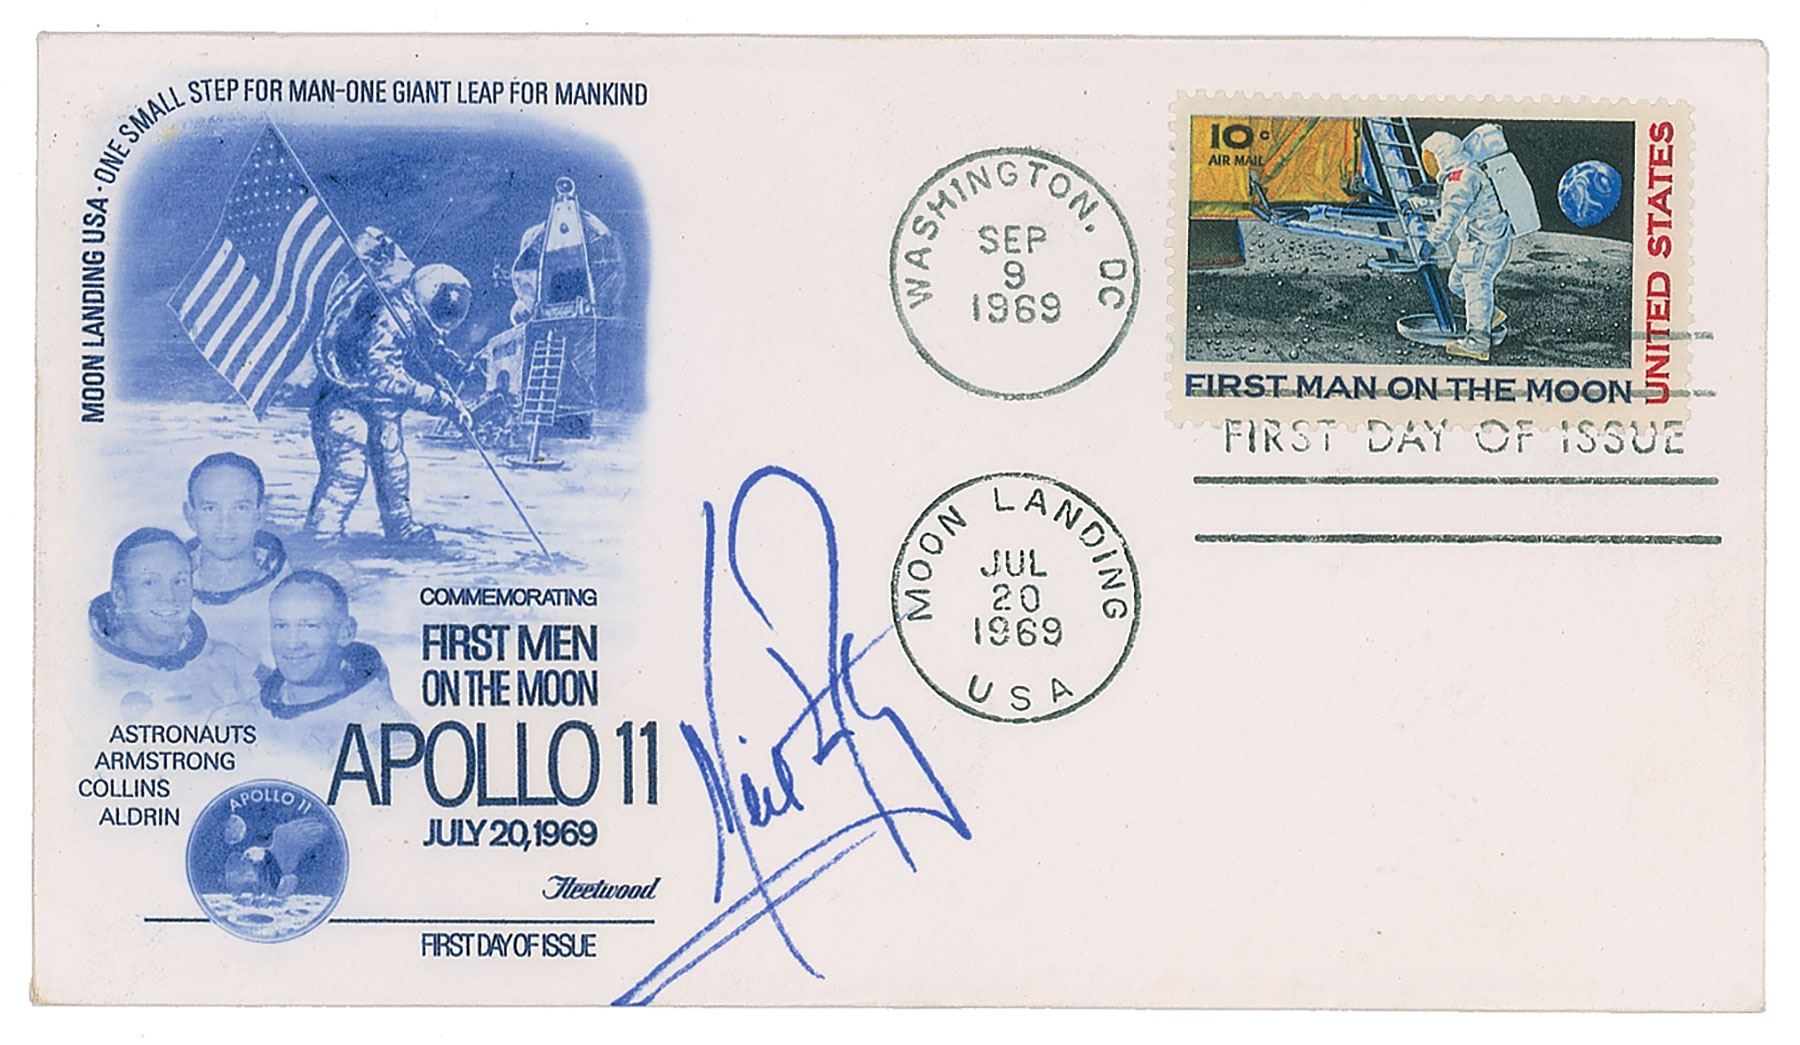 MOON LANDING USA · ONE SMALL STEP FOR MAN-ONE GIANT LEAP FOR MANKIND
COMMEMORATING
FIRST MEN
ON THE MOON
APOLLO 11
JULY 20, 1969
ASTRONAUTS
ARMSTRONG
COLLINS
ALDRIN
APOLLO 11
Fleetwood
FIRST DAY OF ISSUE
Neil
WASHINGTON, DC
SEP
9
1969
MOON LANDING
JUL
20
1969
USA
10c
AIR MAIL
UNITED STATES
FIRST MAN ON THE MOON
FIRST DAY OF ISSUE